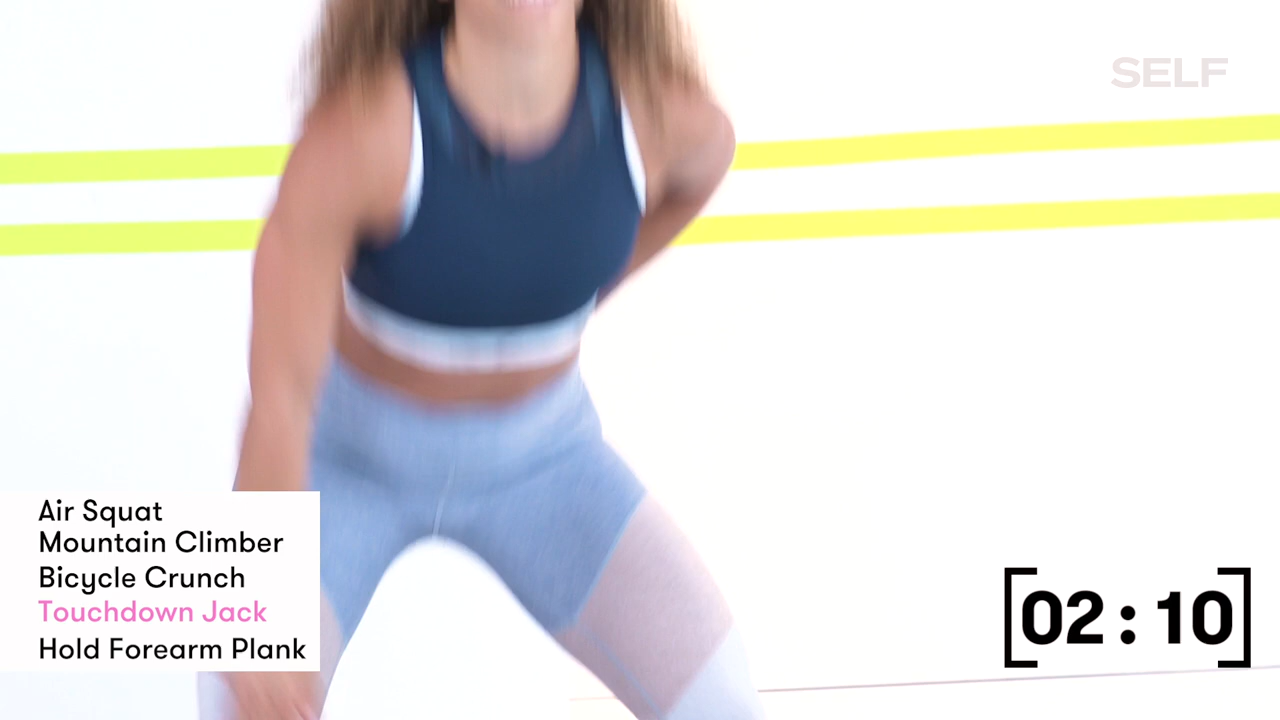 SELF
Air Squat
Mountain Climber
Bicycle Crunch
Touchdown Jack
Hold Forearm Plank
[02:10]